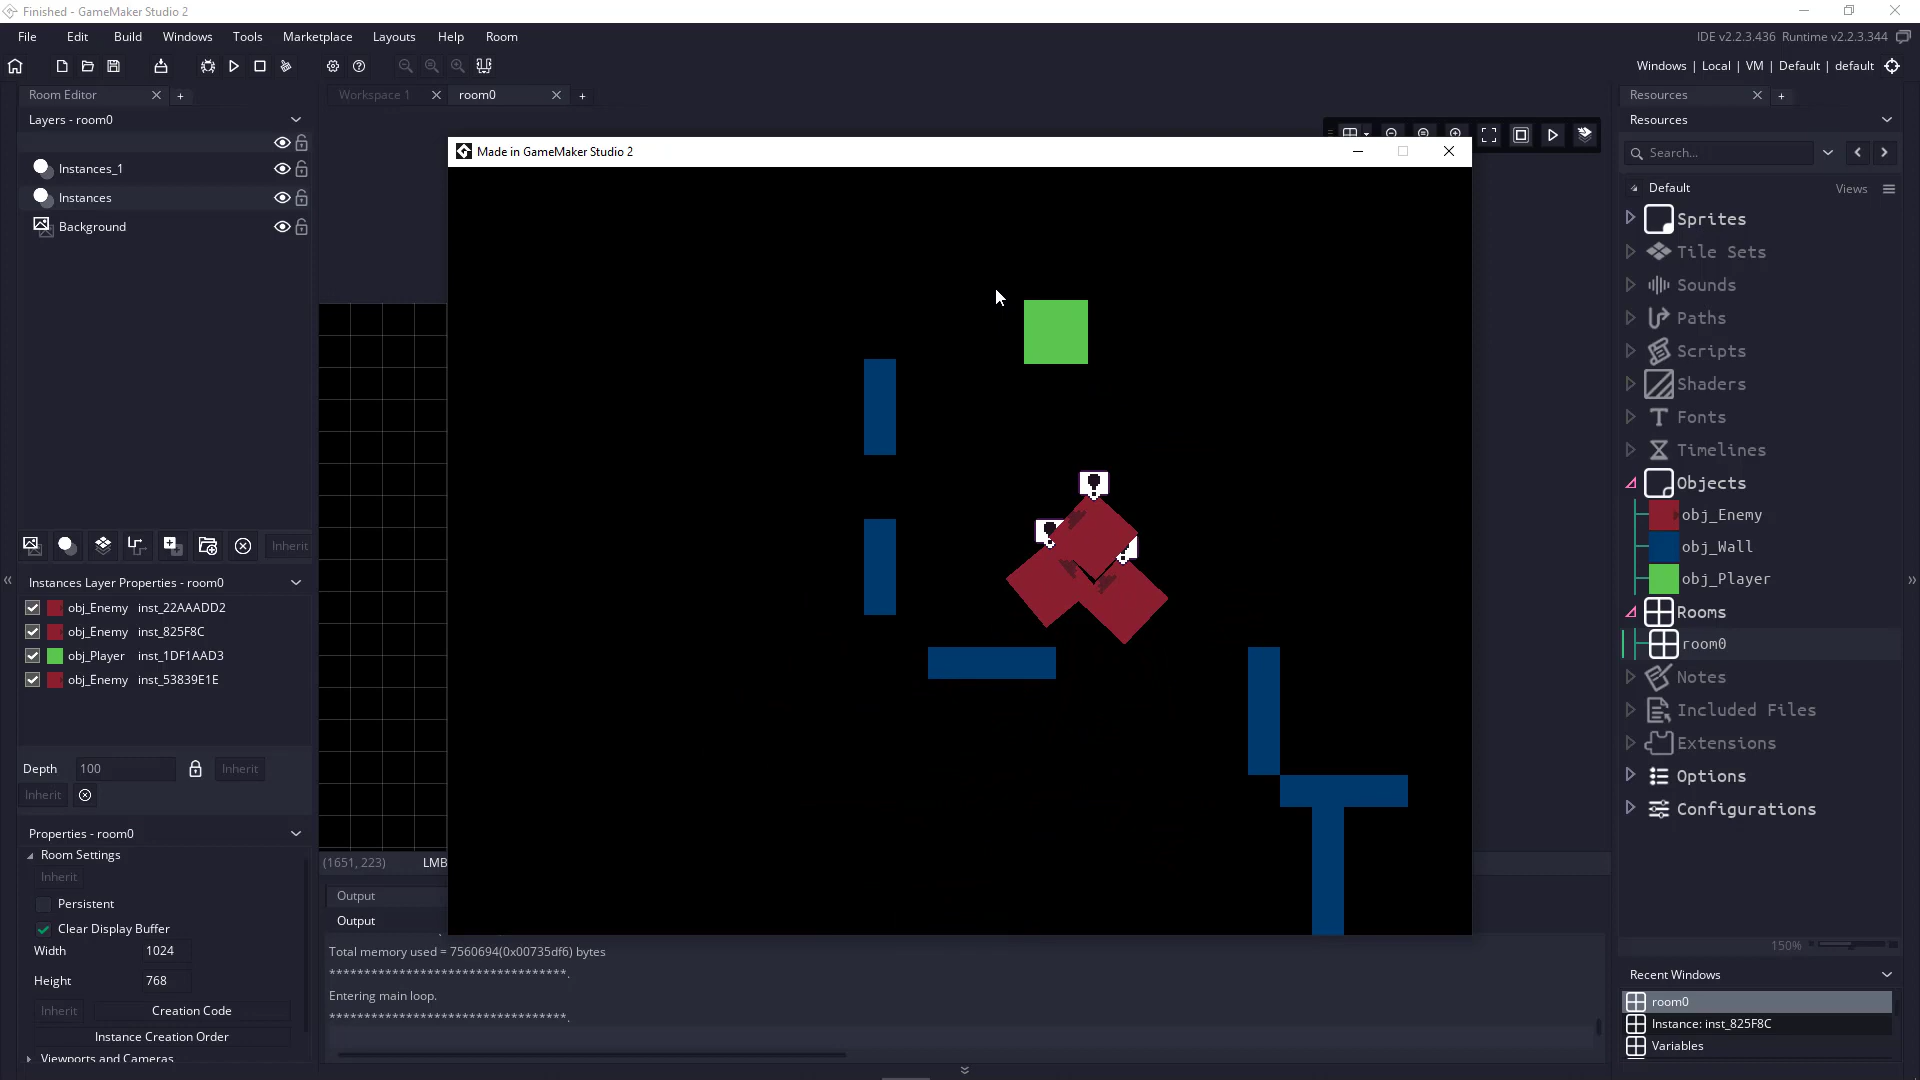 Finished - GameMaker Studio 2
File Edit Build Windows Tools Marketplace Layouts Help Room
IDE v2.2.3.436 Runtime v2.2.3.344
Windows | Local | VM | Default | default
Room Editor
Workspace 1
room0
Resources
Layers - room0
Resources
Search...
Instances_1
Instances
Background
Made in GameMaker Studio 2
Default
Views
Sprites
Tile Sets
Sounds
Paths
Scripts
Shaders
Fonts
Timelines
Objects
obj_Enemy
obj_Wall
obj_Player
Rooms
room0
Notes
Included Files
Extensions
Options
Configurations
Inherit
Instances Layer Properties - room0
obj_Enemy inst_22AAADD2
obj_Enemy inst_825F8C
obj_Player inst_1DF1AAD3
obj_Enemy inst_53839E1E
Depth 100 Inherit
Inherit
Properties - room0
Room Settings
Inherit
Persistent
Clear Display Buffer
Width 1024
Height 768
Inherit Creation Code
Instance Creation Order
Viewports and Cameras
(1651, 223) LMB
Output
Output
Total memory used = 7560694(0x00735df6) bytes
**********************************.
Entering main loop.
**********************************.
150%
Recent Windows
room0
Instance: inst_825F8C
Variables